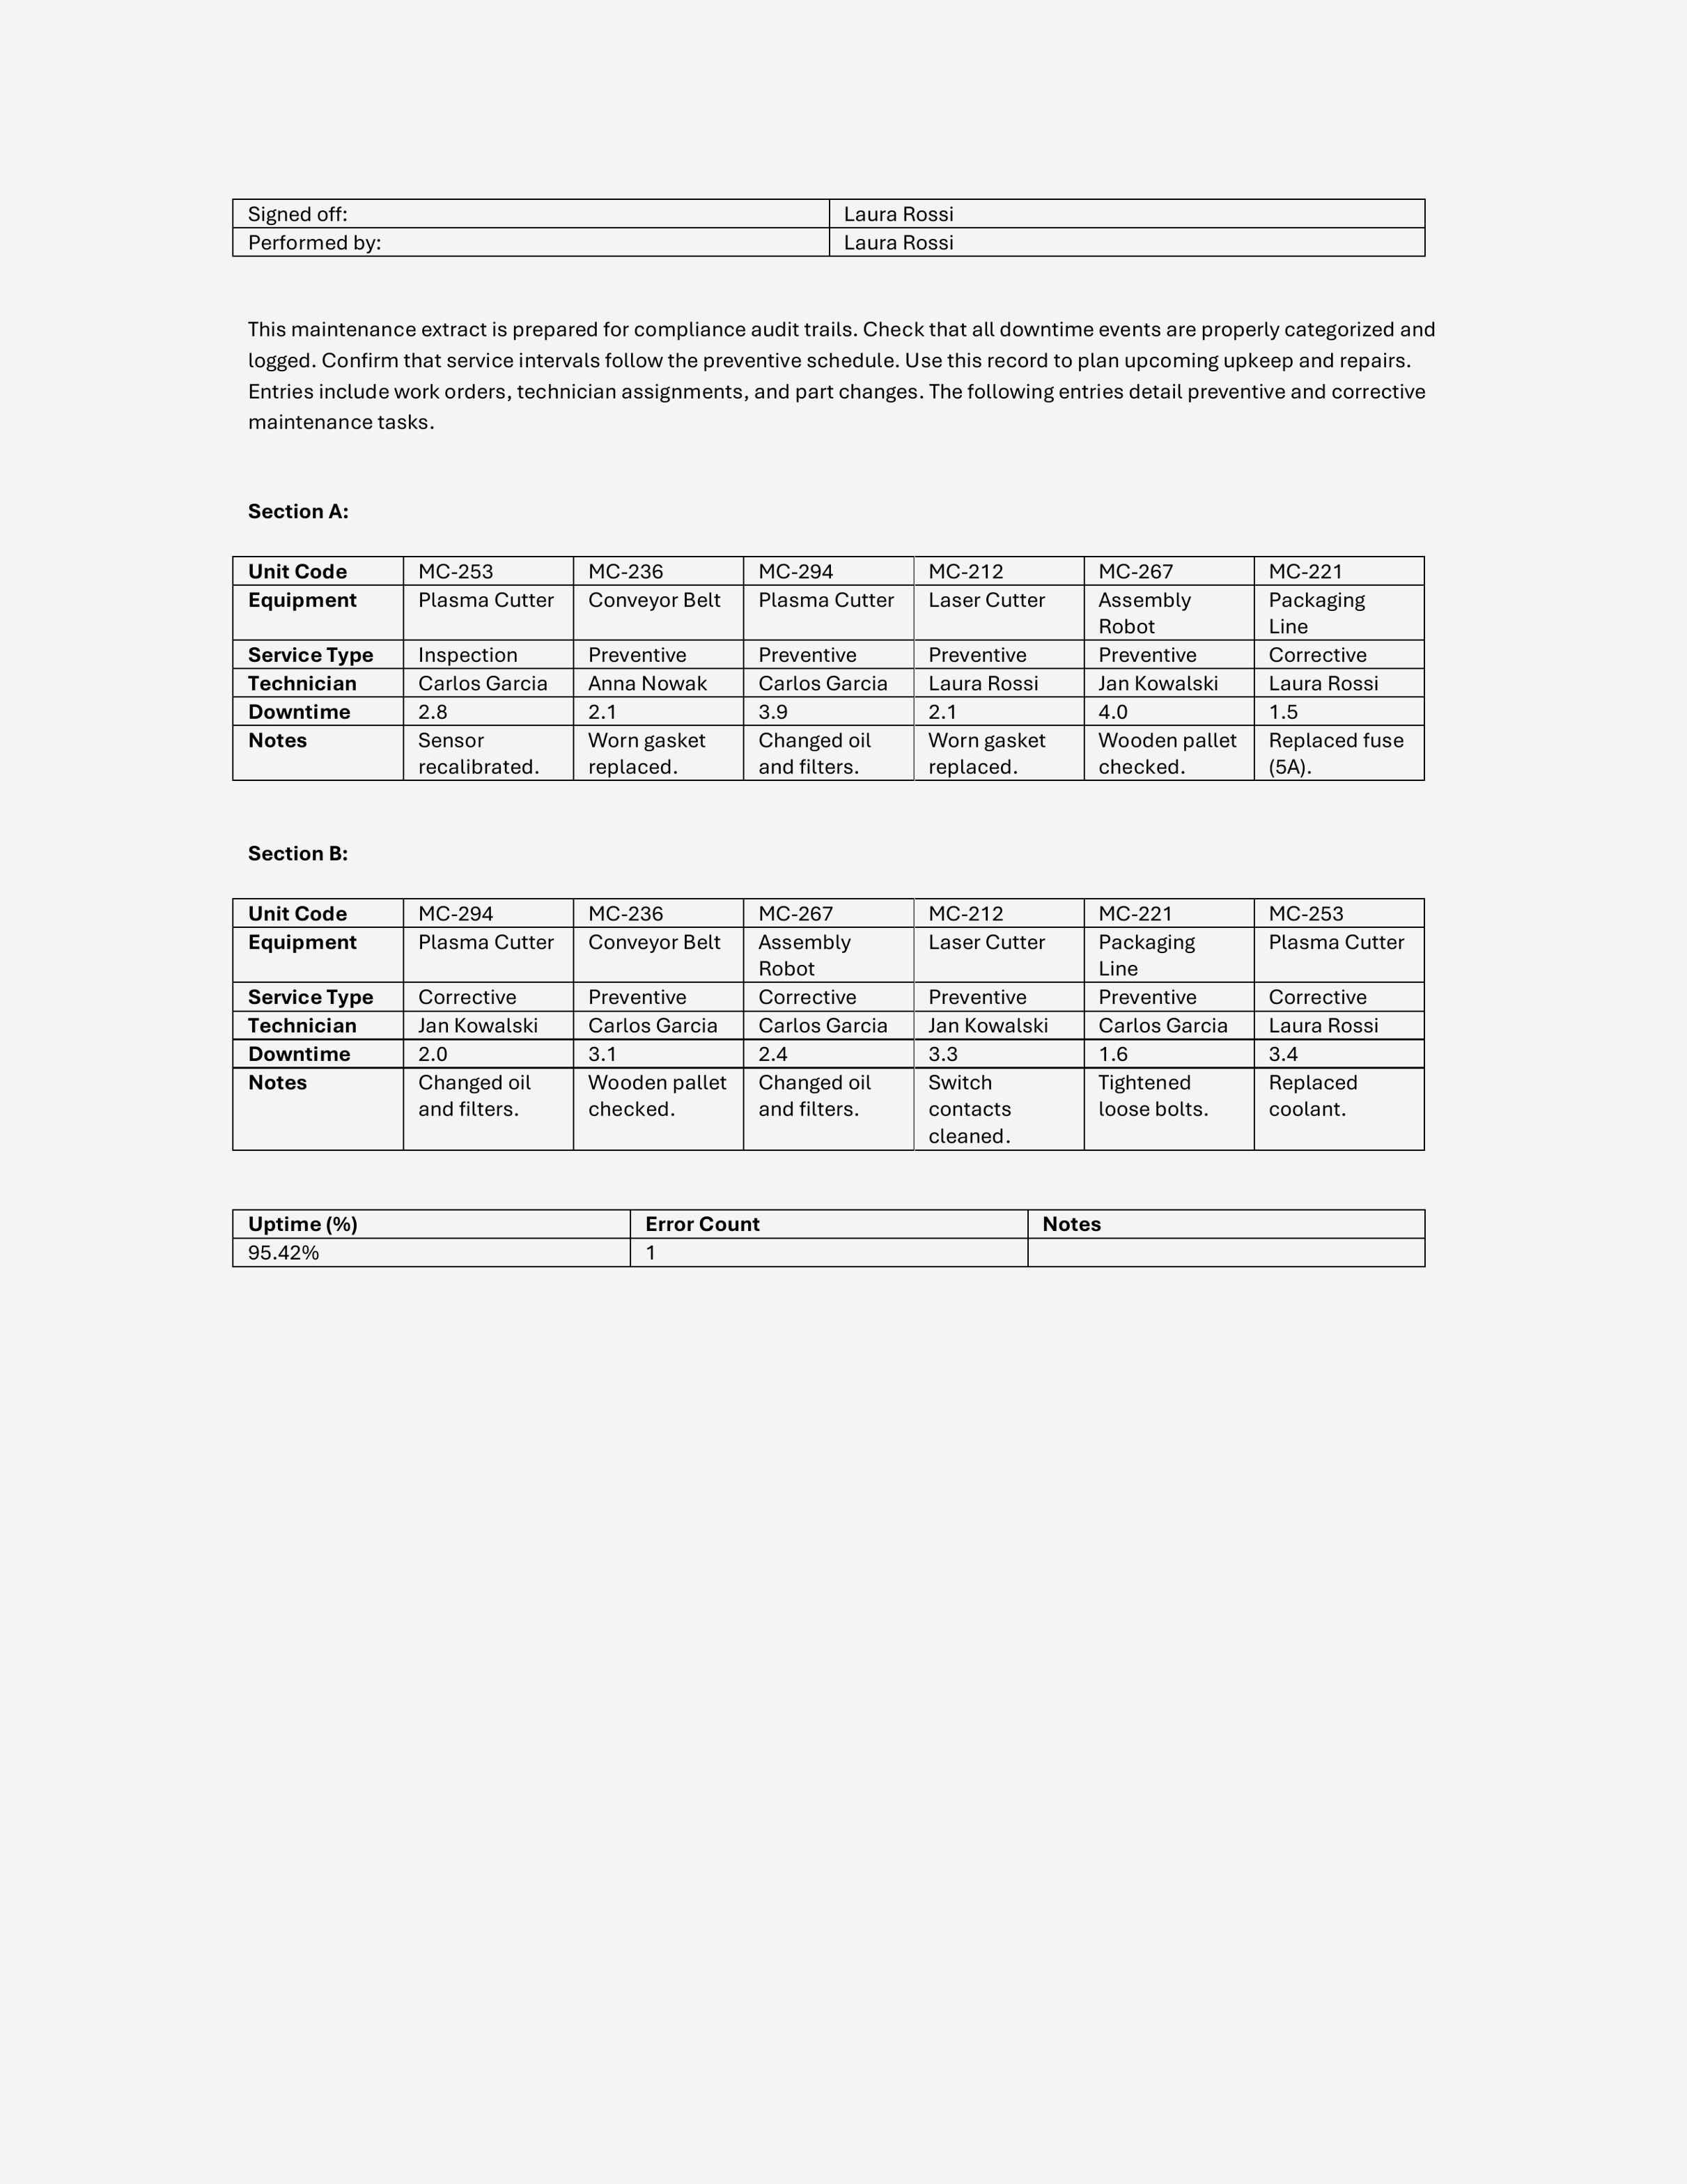 Signed off: Laura Rossi
Performed by: Laura Rossi
This maintenance extract is prepared for compliance audit trails. Check that all downtime events are properly categorized and
logged. Confirm that service intervals follow the preventive schedule. Use this record to plan upcoming upkeep and repairs.
Entries include work orders, technician assignments, and part changes. The following entries detail preventive and corrective
maintenance tasks.
Section A:
Unit Code MC-253 MC-236 MC-294 MC-212 MC-267 MC-221
Equipment Plasma Cutter Conveyor Belt Plasma Cutter Laser Cutter Assembly Packaging
Robot Line
Service Type Inspection Preventive Preventive Preventive Preventive Corrective
Technician Carlos Garcia Anna Nowak Carlos Garcia Laura Rossi Jan Kowalski Laura Rossi
Downtime 2.8 2.1 3.9 2.1 4.0 1.5
Notes Sensor Worn gasket Changed oil Worn gasket Wooden pallet Replaced fuse
recalibrated. replaced. and filters. replaced. checked. (5A).
Section B:
Unit Code MC-294 MC-236 MC-267 MC-212 MC-221 MC-253
Equipment Plasma Cutter Conveyor Belt Assembly Laser Cutter Packaging Plasma Cutter
Robot Line
Service Type Corrective Preventive Corrective Preventive Preventive Corrective
Technician Jan Kowalski Carlos Garcia Carlos Garcia Jan Kowalski Carlos Garcia Laura Rossi
Downtime 2.0 3.1 2.4 3.3 1.6 3.4
Notes Changed oil Wooden pallet Changed oil Switch Tightened Replaced
and filters. checked. and filters. contacts loose bolts. coolant.
cleaned.
Uptime (%) Error Count Notes
95.42% 1